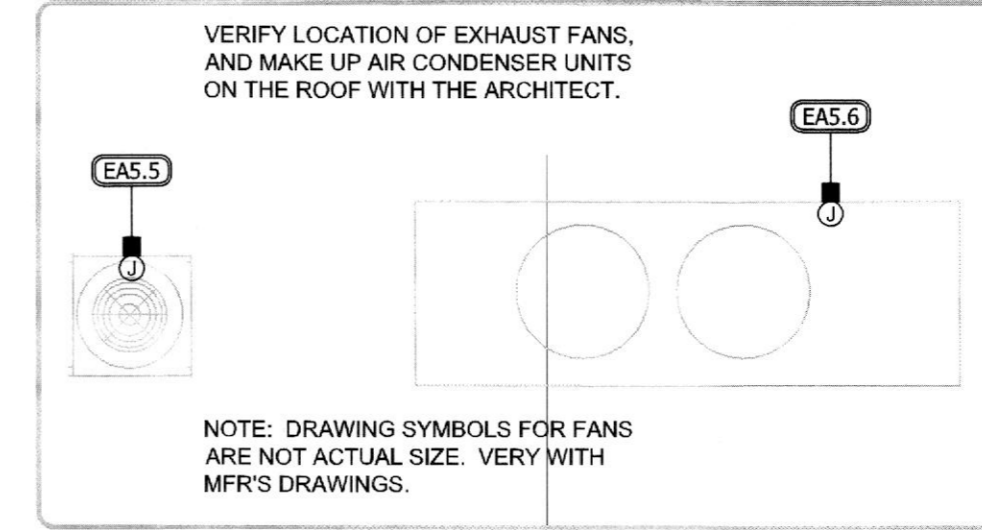 VERIFY LOCATION OF EXHAUST FANS,
AND MAKE UP AIR CONDENSER UNITS
ON THE ROOF WITH THE ARCHITECT.
EA5.6
EA5.5
J
J
NOTE: DRAWING SYMBOLS FOR FANS
ARE NOT ACTUAL SIZE. VERY WITH
MFR'S DRAWINGS.